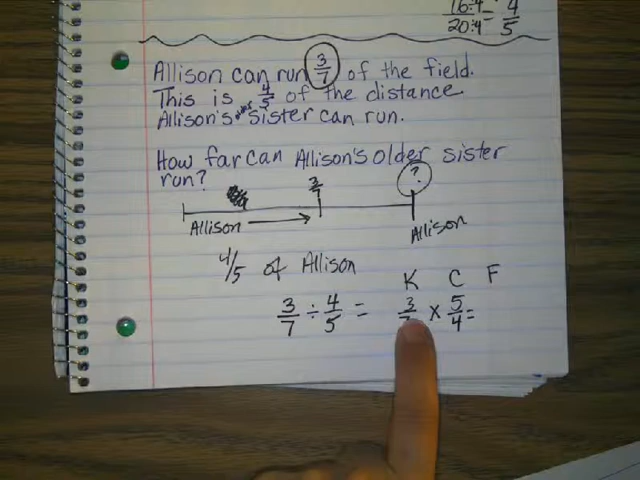 16÷4 = 4
20÷4 5
Allison can run 3/7 of the field.
This is 4/5 of the distance
Allison's older sister can run.
How far can Allison's older sister
run?
3/7 ?
Allison Allison
4/5 of Allison
K C F
3/7 ÷ 4/5 = 3/7 x 5/4 =